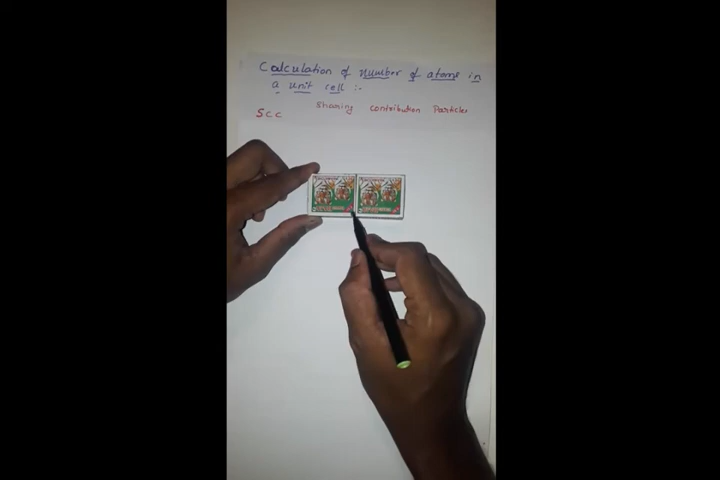 Calculation of number of atoms in
a unit cell :-
Sharing Contribution Particles
SCC